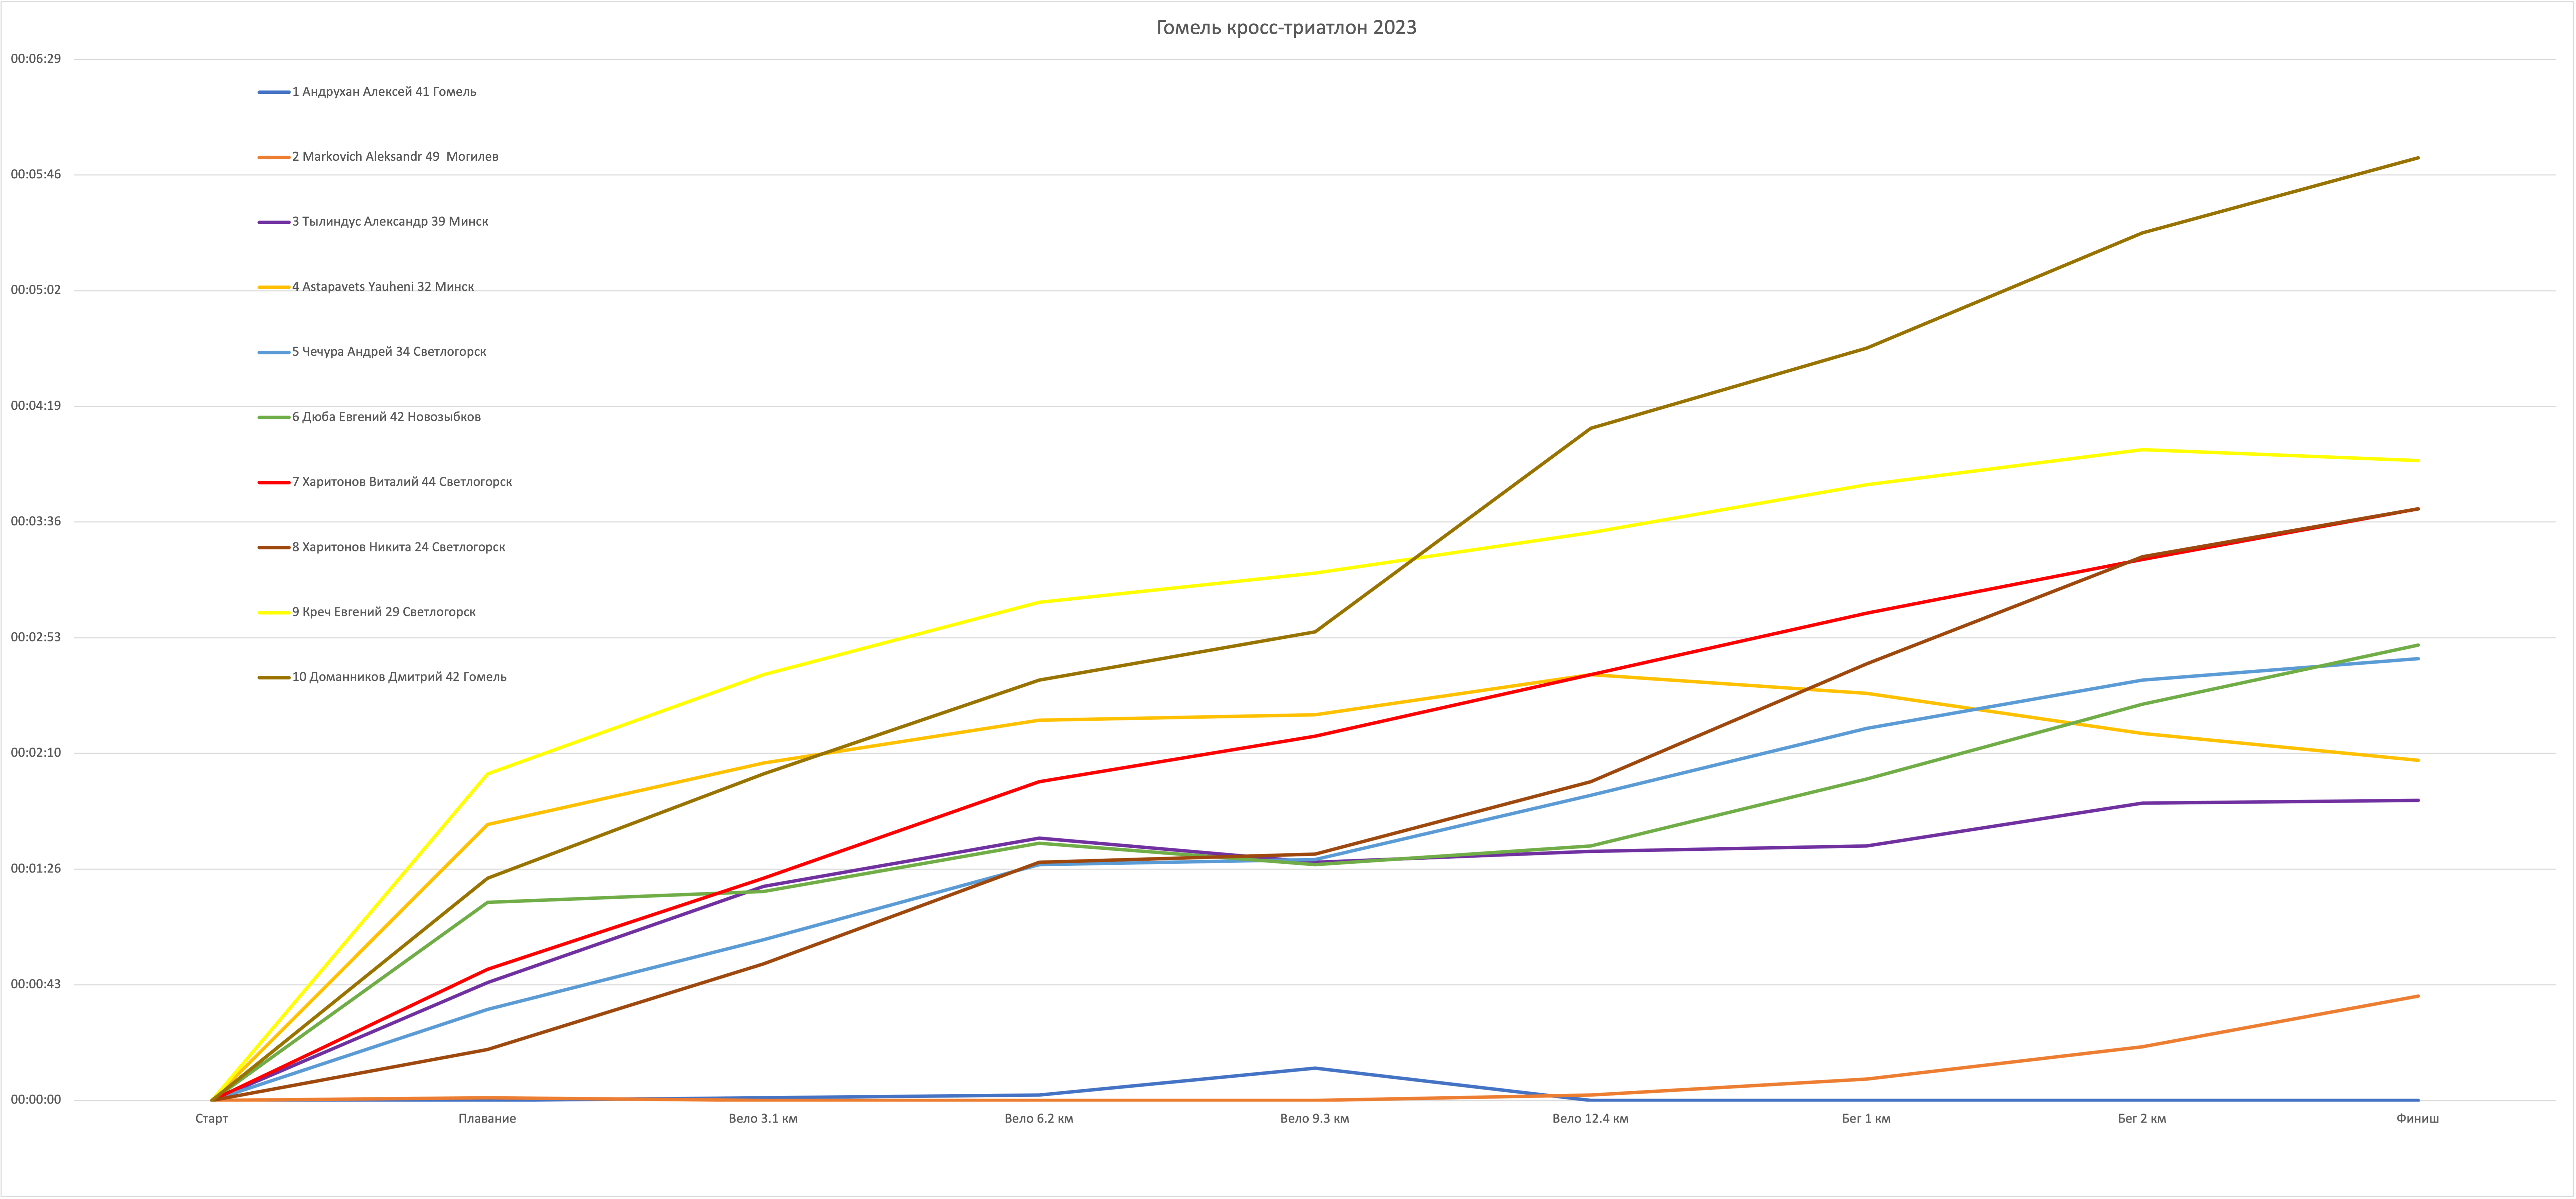 Гомель кросс-триатлон 2023
00:06:29
1 Андрухан Алексей 41 Гомель
2 Markovich Aleksandr 49 Могилев
00:05:46
3 Тылиндус Александр 39 Минск
4 Astapavets Yauheni 32 Минск
00:05:02
5 Чечура Андрей 34 Светлогорск
00:04:19
6 Дюба Евгений 42 Новозыбков
7 Харитонов Виталий 44 Светлогорск
00:03:36
8 Харитонов Никита 24 Светлогорск
9 Креч Евгений 29 Светлогорск
00:02:53
10 Доманников Дмитрий 42 Гомель
00:02:10
00:01:26
00:00:43
00:00:00
Старт Плавание Вело 3.1 км Вело 6.2 км Вело 9.3 км Вело 12.4 км Бег 1 км Бег 2 км Финиш